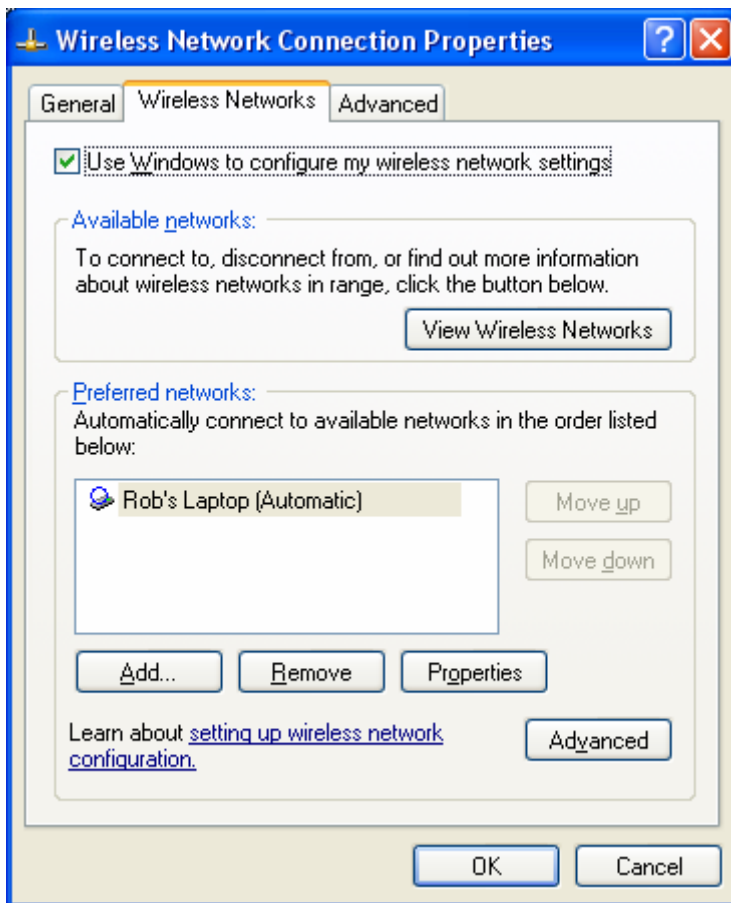 Wireless Network Connection Properties
General Wireless Networks Advanced
Use Windows to configure my wireless network settings
Available networks:
To connect to, disconnect from, or find out more information
about wireless networks in range, click the button below.
View Wireless Networks
Preferred networks:
Automatically connect to available networks in the order listed
below:
Rob's Laptop (Automatic)
Move up
Move down
Add... Remove Properties
Learn about setting up wireless network
configuration.
Advanced
OK Cancel